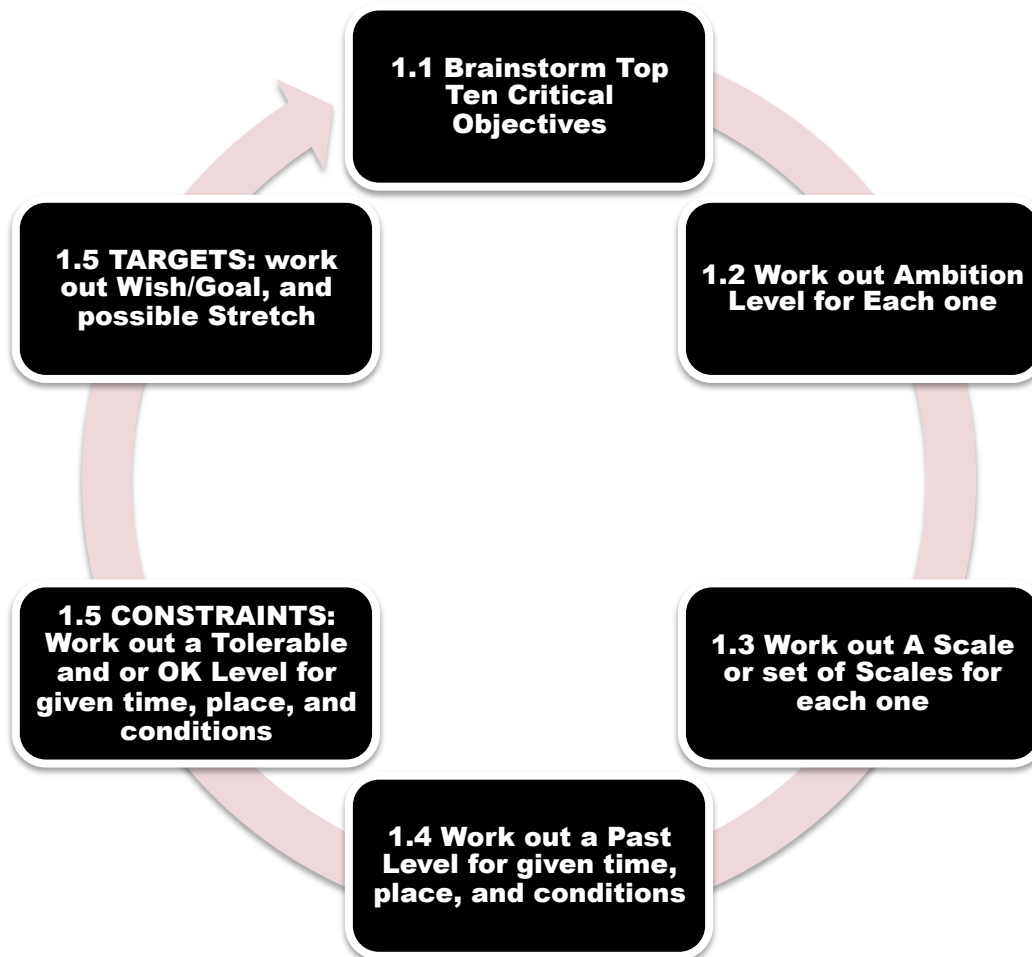 1.1 Brainstorm Top
Ten Critical
Objectives
1.2 Work out Ambition
Level for Each one
1.3 Work out A Scale
or set of Scales for
each one
1.4 Work out a Past
Level for given time,
place, and conditions
1.5 CONSTRAINTS:
Work out a Tolerable
and or OK Level for
given time, place, and
conditions
1.5 TARGETS: work
out Wish/Goal, and
possible Stretch